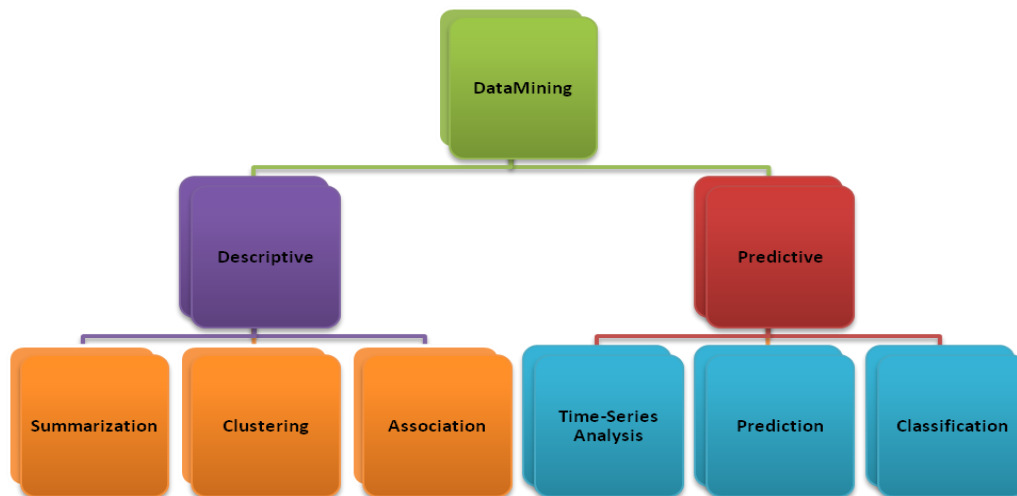 DataMining
Descriptive
Predictive
Summarization
Clustering
Association
Time-Series
Analysis
Prediction
Classification